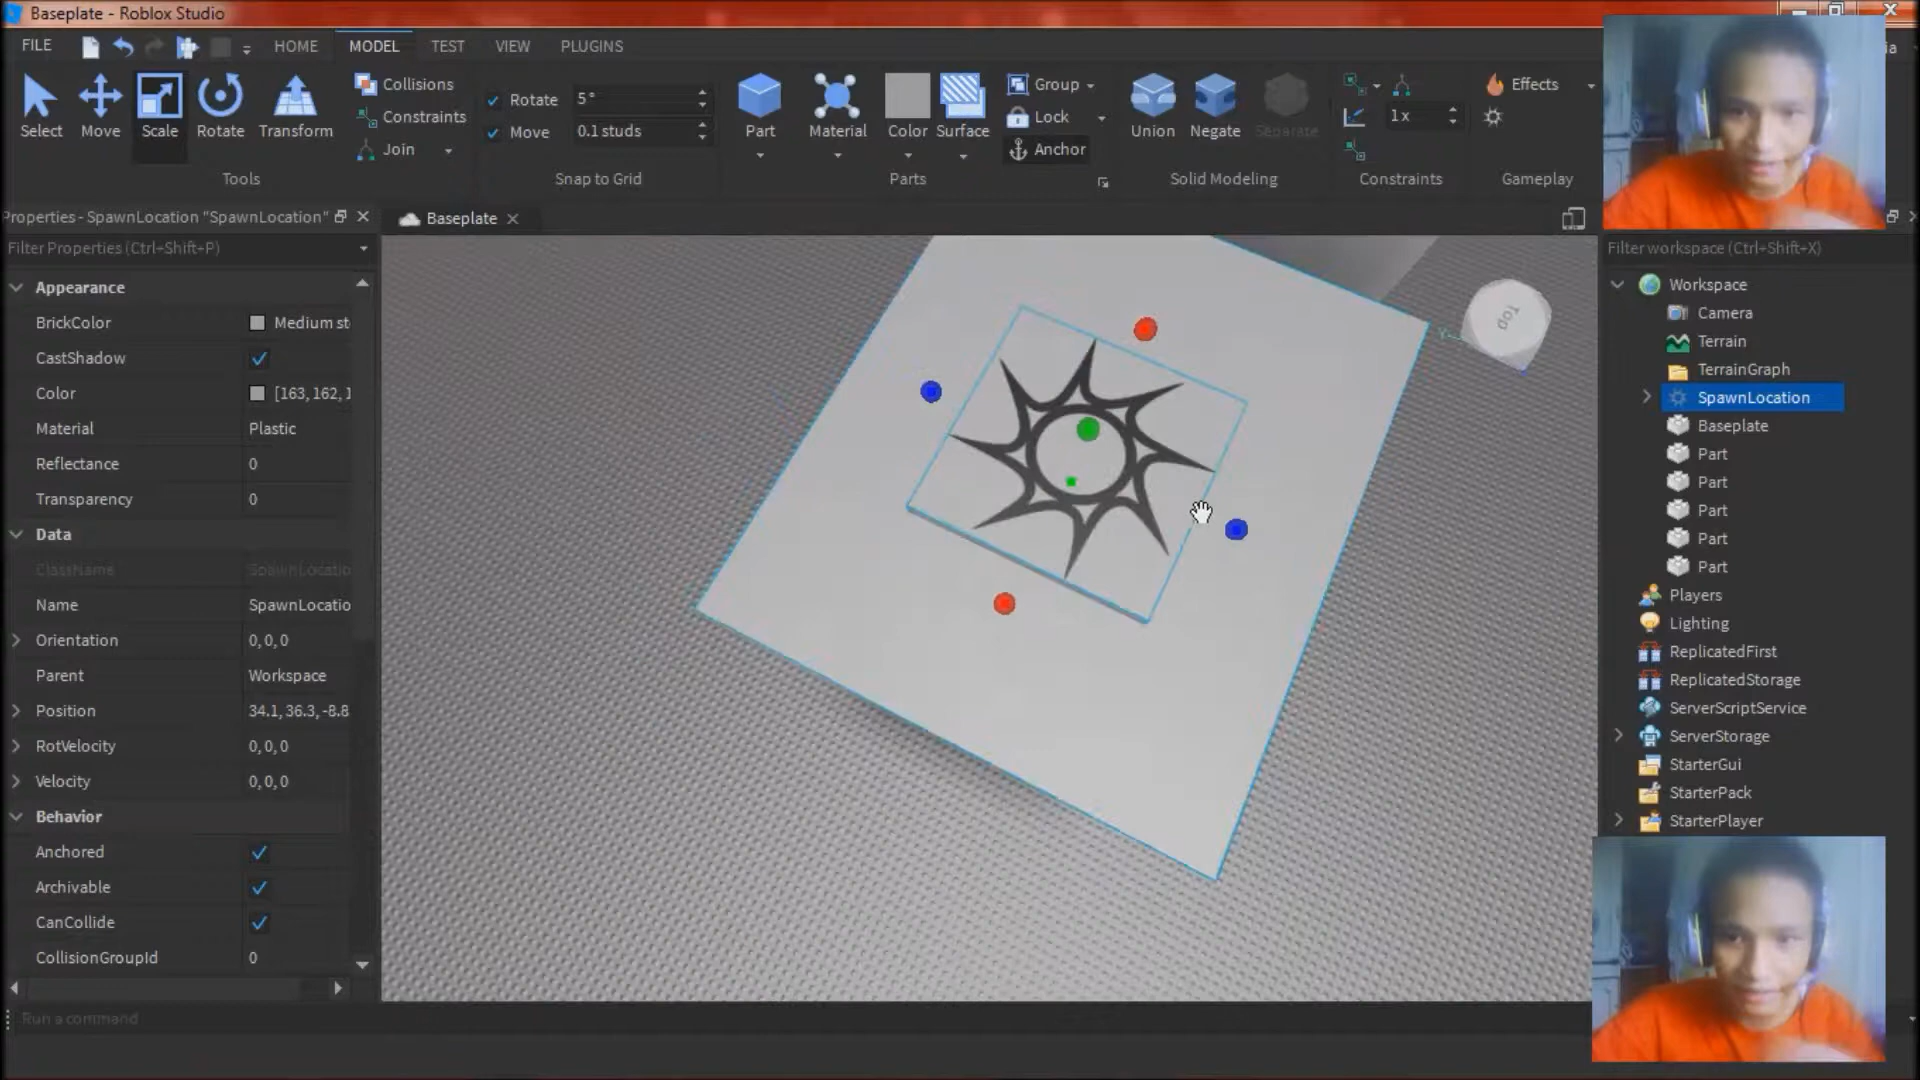 Baseplate - Roblox Studio
FILE
HOME
MODEL
TEST
VIEW
PLUGINS
ia
Select
Move
Scale
Rotate
Transform
Collisions
Constraints
Join
Tools
Rotate 5°
Move 0.1 studs
Snap to Grid
Part
Material
Color
Surface
Group
Lock
Anchor
Parts
Union
Negate
Separate
Solid Modeling
1x
Constraints
Effects
Gameplay
Properties - SpawnLocation "SpawnLocation"
Filter Properties (Ctrl+Shift+P)
Appearance
BrickColor Medium st
CastShadow
Color [163, 162, 1
Material Plastic
Reflectance 0
Transparency 0
Data
ClassName SpawnLocatio
Name SpawnLocatio
Orientation 0, 0, 0
Parent Workspace
Position 34.1, 36.3, -8.8
RotVelocity 0, 0, 0
Velocity 0, 0, 0
Behavior
Anchored
Archivable
CanCollide
CollisionGroupId 0
Run a command
Baseplate
Top
Y
Filter workspace (Ctrl+Shift+X)
Workspace
Camera
Terrain
TerrainGraph
SpawnLocation
Baseplate
Part
Part
Part
Part
Part
Players
Lighting
ReplicatedFirst
ReplicatedStorage
ServerScriptService
ServerStorage
StarterGui
StarterPack
StarterPlayer